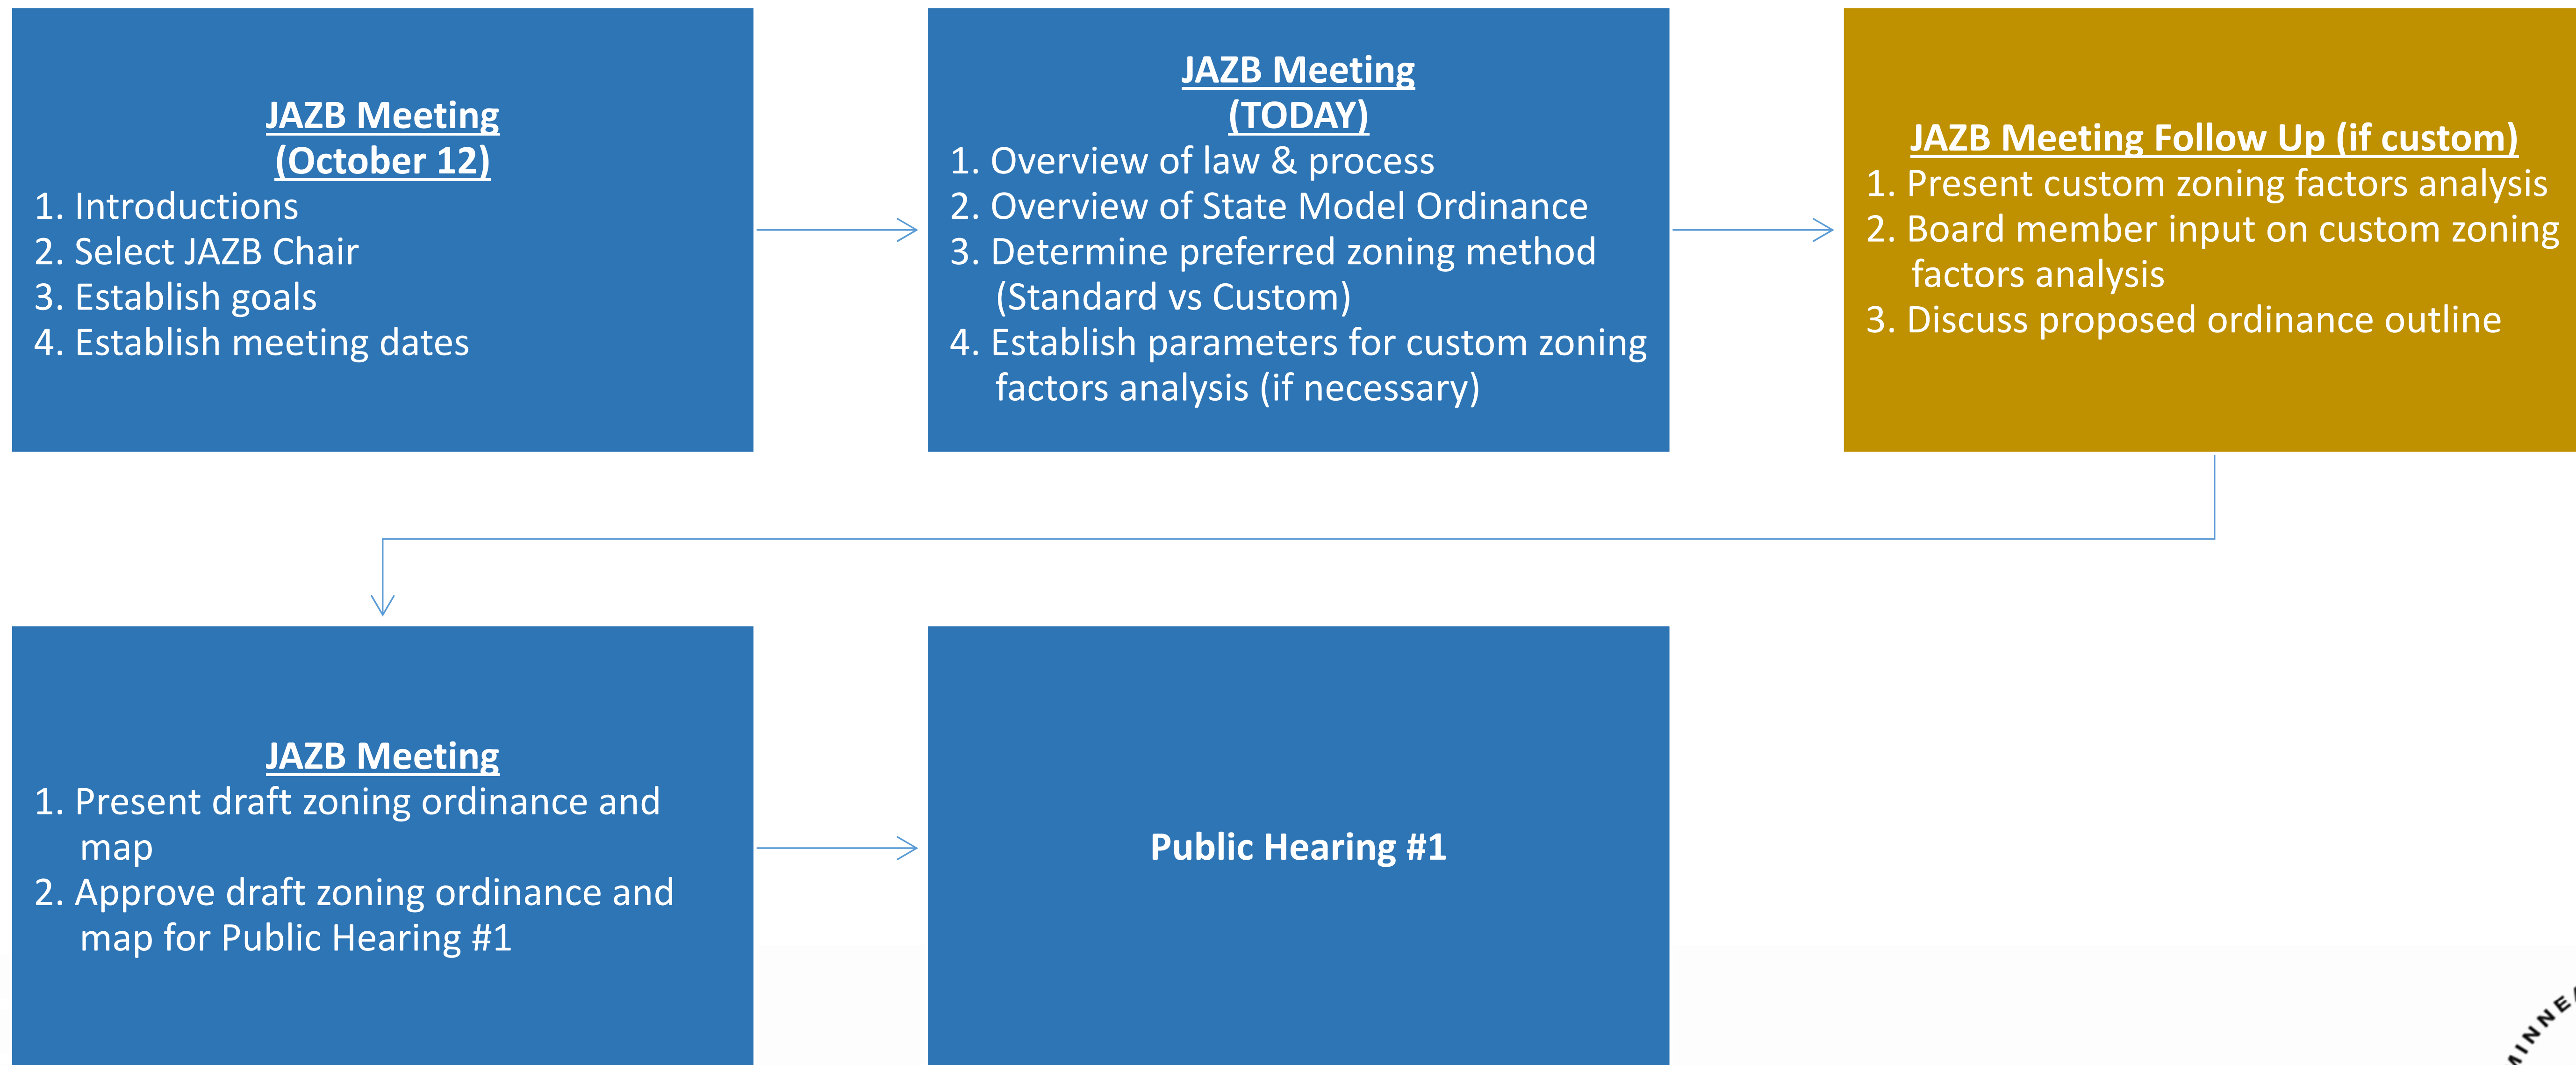 JAZB Meeting
(October 12)
1. Introductions
2. Select JAZB Chair
3. Establish goals
4. Establish meeting dates
JAZB Meeting
(TODAY)
1. Overview of law & process
2. Overview of State Model Ordinance
3. Determine preferred zoning method
(Standard vs Custom)
4. Establish parameters for custom zoning
factors analysis (if necessary)
JAZB Meeting Follow Up (if custom)
1. Present custom zoning factors analysis
2. Board member input on custom zoning
factors analysis
3. Discuss proposed ordinance outline
JAZB Meeting
1. Present draft zoning ordinance and
map
2. Approve draft zoning ordinance and
map for Public Hearing #1
Public Hearing #1